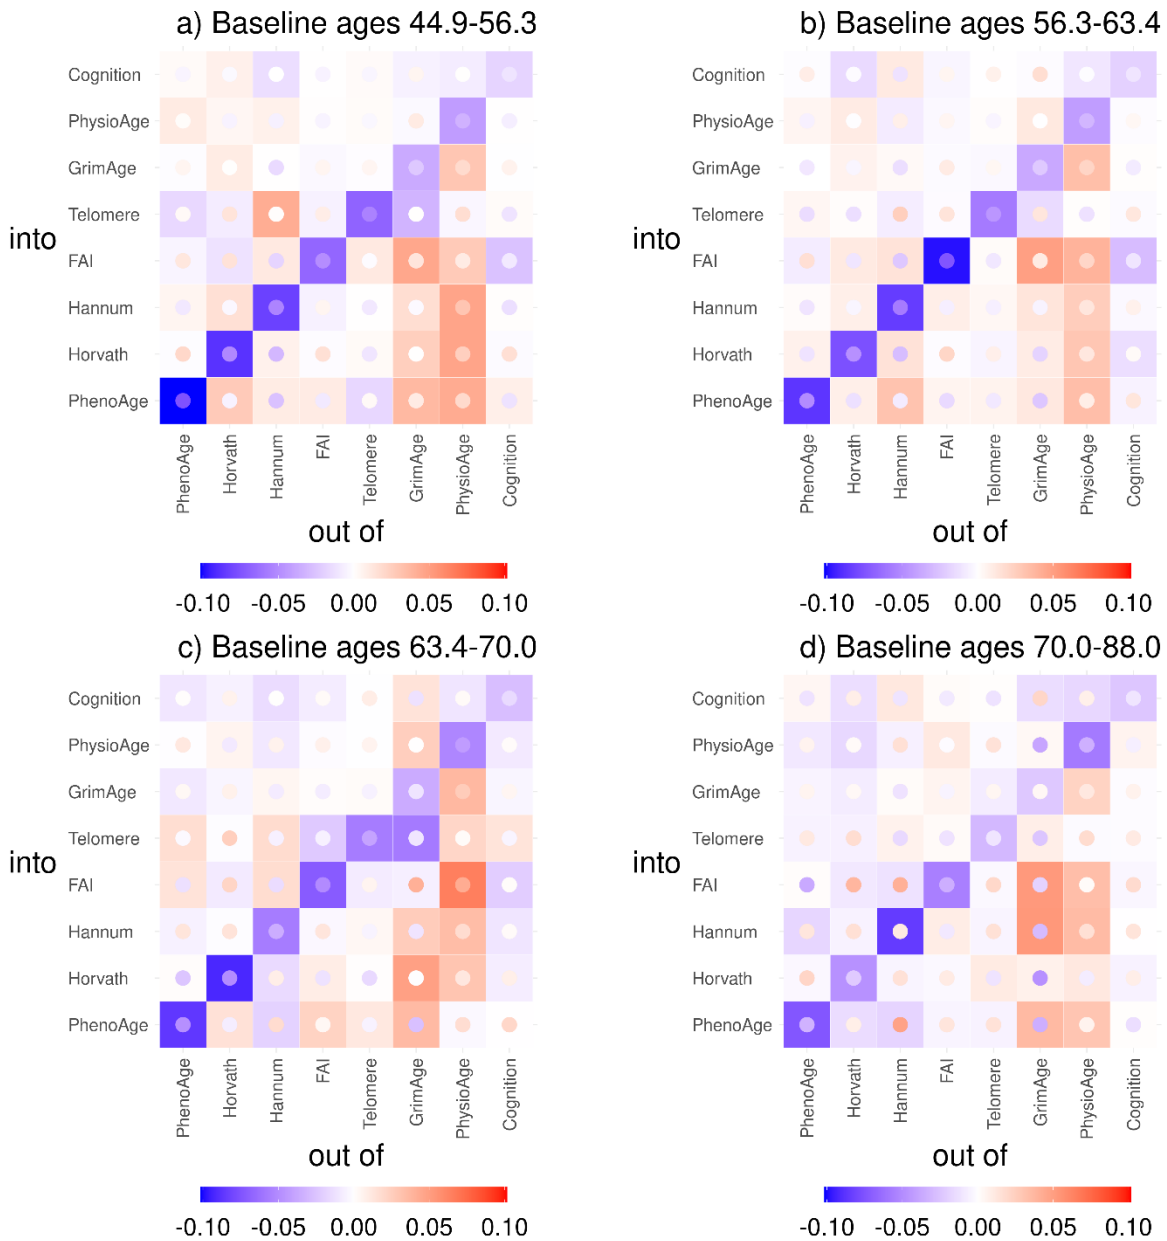 a) Baseline ages 44.9-56.3
Cognition
PhysioAge
GrimAge
Telomere
into
FAI
Hannum
Horvath
PhenoAge
PhenoAge
Horvath
Hannum
FAI
Telomere
GrimAge
PhysioAge
Cognition
out of
-0.10 -0.05 0.00 0.05 0.10
b) Baseline ages 56.3-63.4
Cognition
PhysioAge
GrimAge
Telomere
into
FAI
Hannum
Horvath
PhenoAge
PhenoAge
Horvath
Hannum
FAI
Telomere
GrimAge
PhysioAge
Cognition
out of
-0.10 -0.05 0.00 0.05 0.10
c) Baseline ages 63.4-70.0
Cognition
PhysioAge
GrimAge
Telomere
into
FAI
Hannum
Horvath
PhenoAge
PhenoAge
Horvath
Hannum
FAI
Telomere
GrimAge
PhysioAge
Cognition
out of
-0.10 -0.05 0.00 0.05 0.10
d) Baseline ages 70.0-88.0
Cognition
PhysioAge
GrimAge
Telomere
into
FAI
Hannum
Horvath
PhenoAge
PhenoAge
Horvath
Hannum
FAI
Telomere
GrimAge
PhysioAge
Cognition
out of
-0.10 -0.05 0.00 0.05 0.10